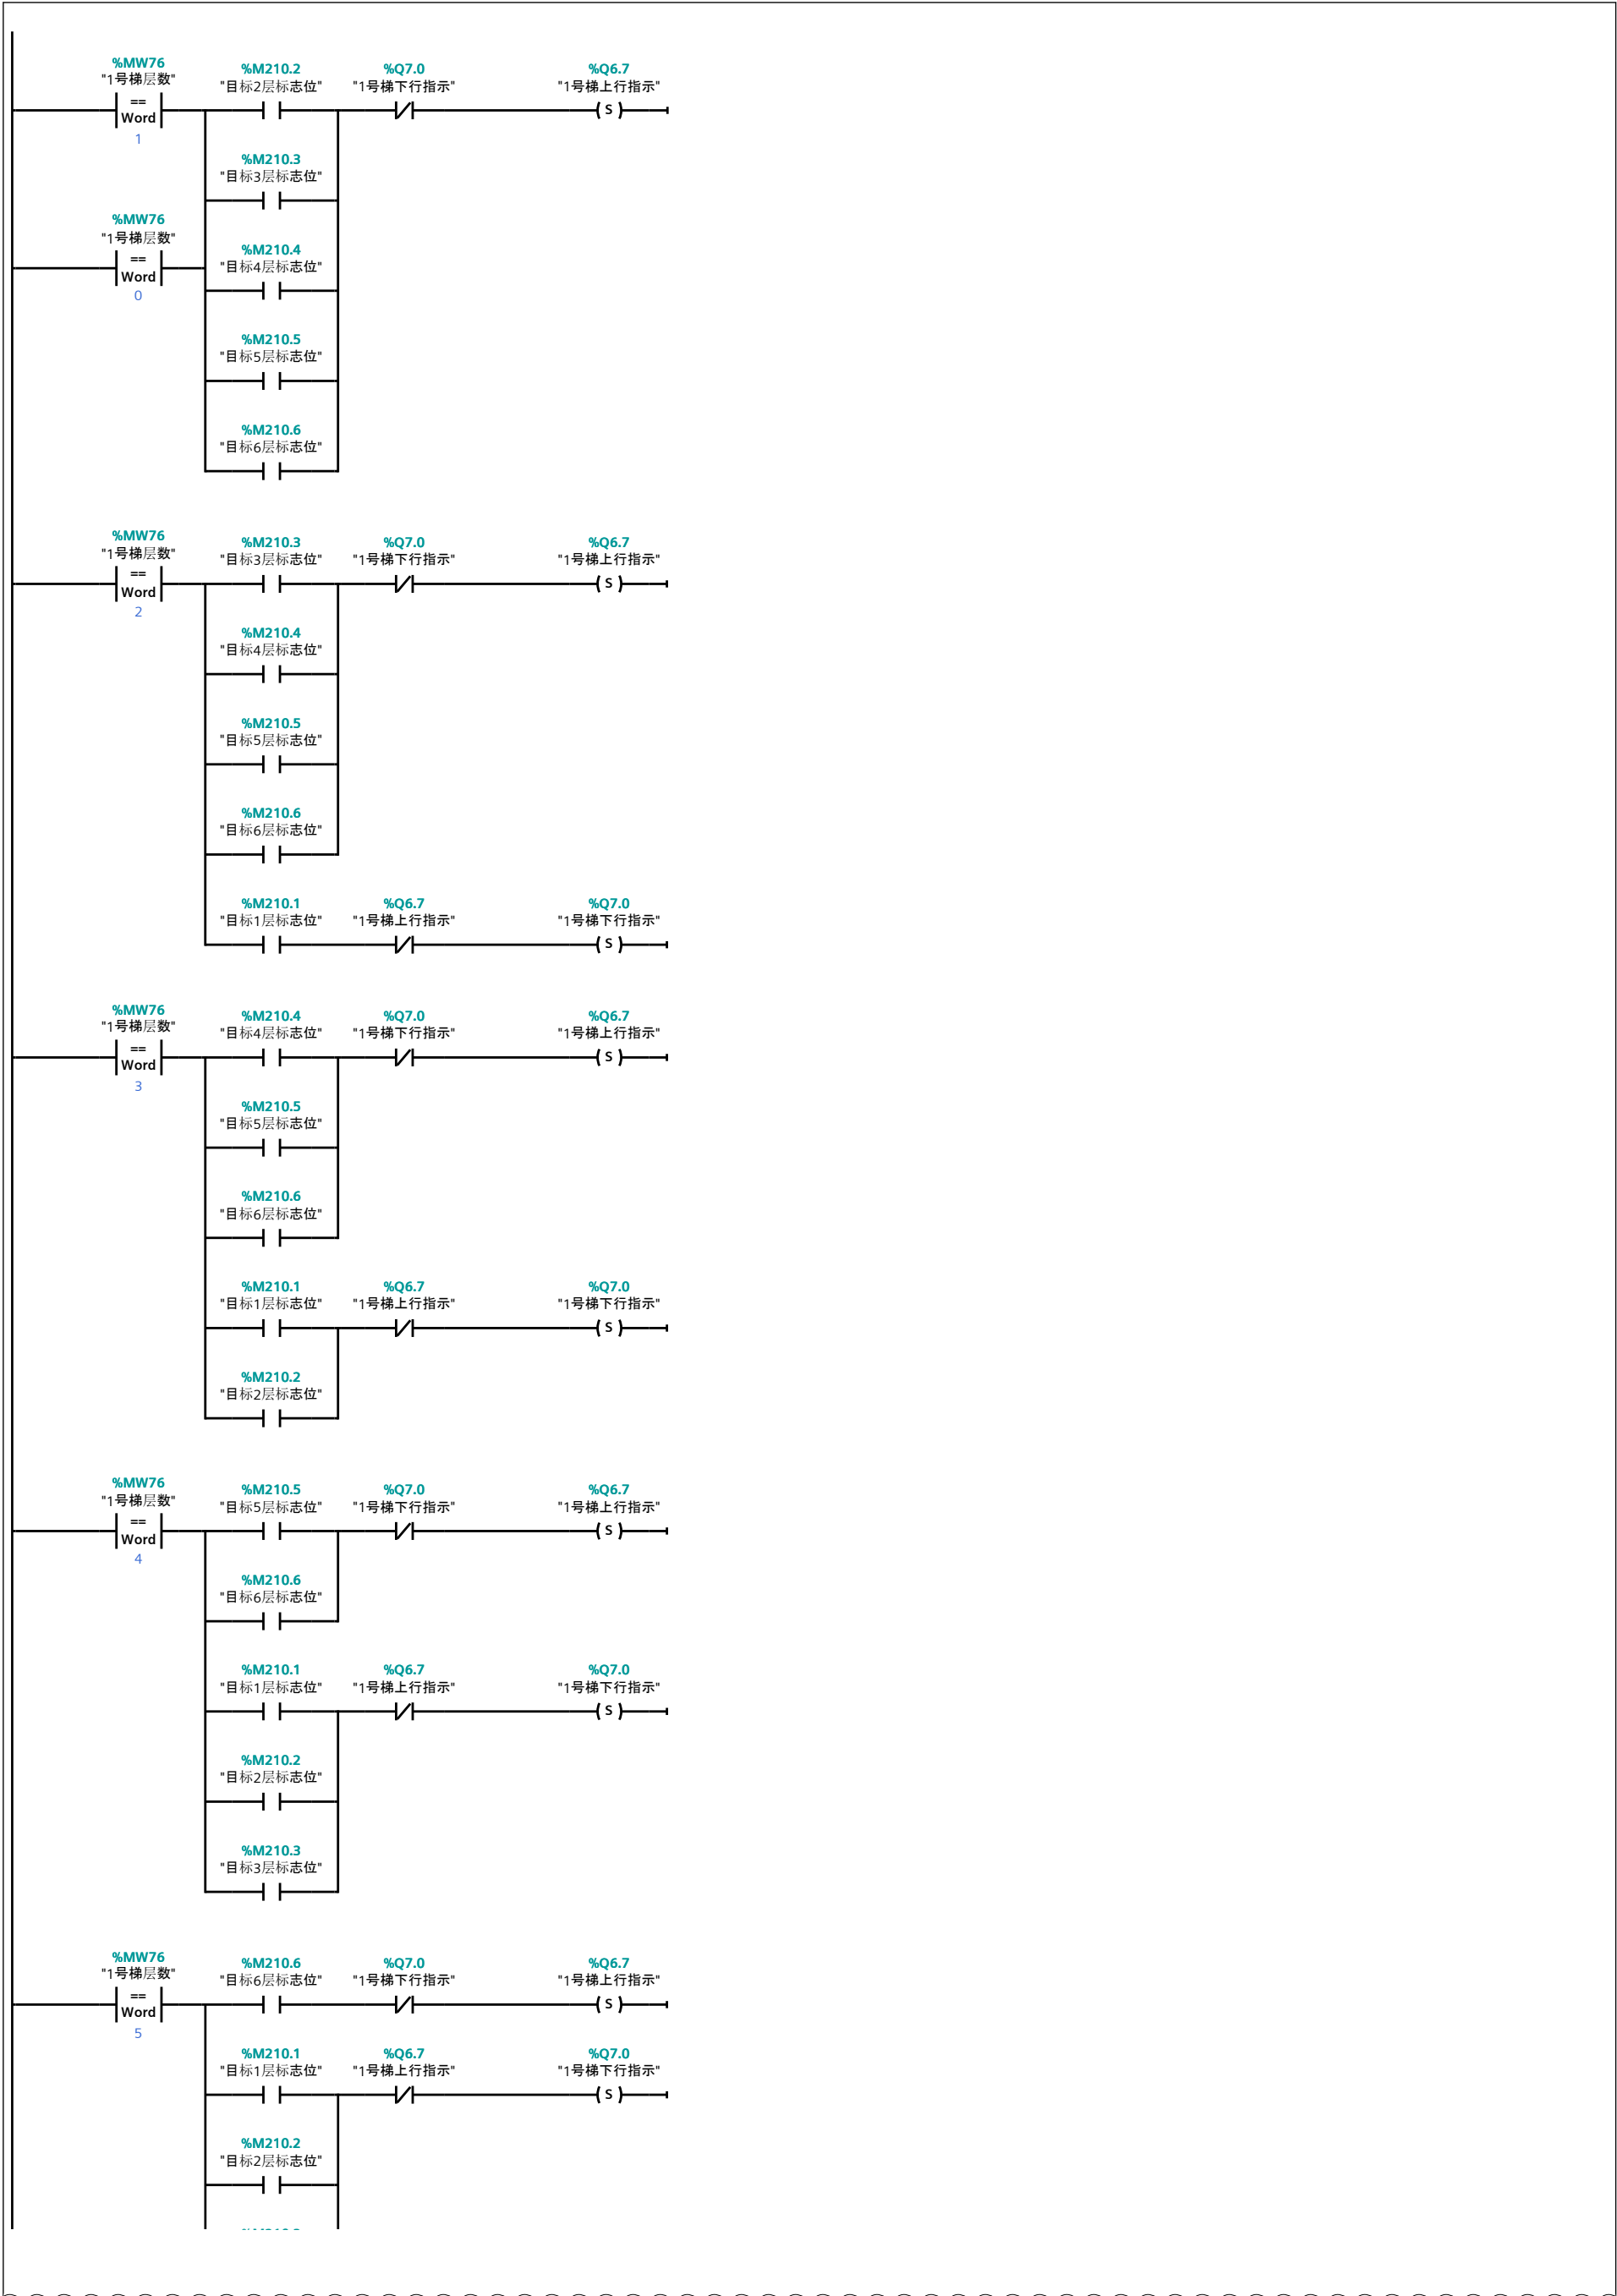 %MW76
"1号梯层数"
==
Word
1
%M210.2
"目标2层标志位"
%Q7.0
"1号梯下行指示"
%Q6.7
"1号梯上行指示"
S
%M210.3
"目标3层标志位"
%MW76
"1号梯层数"
==
Word
0
%M210.4
"目标4层标志位"
%M210.5
"目标5层标志位"
%M210.6
"目标6层标志位"
%MW76
"1号梯层数"
==
Word
2
%M210.3
"目标3层标志位"
%Q7.0
"1号梯下行指示"
%Q6.7
"1号梯上行指示"
S
%M210.4
"目标4层标志位"
%M210.5
"目标5层标志位"
%M210.6
"目标6层标志位"
%M210.1
"目标1层标志位"
%Q6.7
"1号梯上行指示"
%Q7.0
"1号梯下行指示"
S
%MW76
"1号梯层数"
==
Word
3
%M210.4
"目标4层标志位"
%Q7.0
"1号梯下行指示"
%Q6.7
"1号梯上行指示"
S
%M210.5
"目标5层标志位"
%M210.6
"目标6层标志位"
%M210.1
"目标1层标志位"
%Q6.7
"1号梯上行指示"
%Q7.0
"1号梯下行指示"
S
%M210.2
"目标2层标志位"
%MW76
"1号梯层数"
==
Word
4
%M210.5
"目标5层标志位"
%Q7.0
"1号梯下行指示"
%Q6.7
"1号梯上行指示"
S
%M210.6
"目标6层标志位"
%M210.1
"目标1层标志位"
%Q6.7
"1号梯上行指示"
%Q7.0
"1号梯下行指示"
S
%M210.2
"目标2层标志位"
%M210.3
"目标3层标志位"
%MW76
"1号梯层数"
==
Word
5
%M210.6
"目标6层标志位"
%Q7.0
"1号梯下行指示"
%Q6.7
"1号梯上行指示"
S
%M210.1
"目标1层标志位"
%Q6.7
"1号梯上行指示"
%Q7.0
"1号梯下行指示"
S
%M210.2
"目标2层标志位"